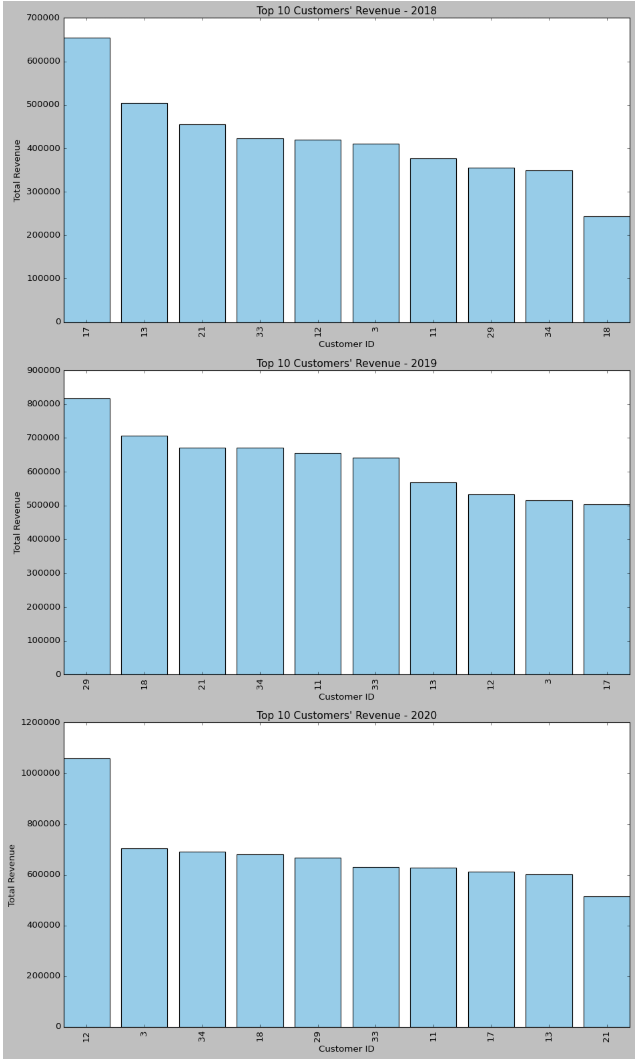 Top 10 Customers' Revenue - 2018
700000
600000
500000
400000
300000
200000
100000
0
Total Revenue
17 13 21 33 12 3 11 29 34 18
Customer ID
Top 10 Customers' Revenue - 2019
900000
800000
700000
600000
500000
400000
300000
200000
100000
0
Total Revenue
29 18 21 34 11 33 13 12 3 17
Customer ID
Top 10 Customers' Revenue - 2020
1200000
1000000
800000
600000
400000
200000
0
Total Revenue
12 3 34 18 29 33 11 17 13 21
Customer ID